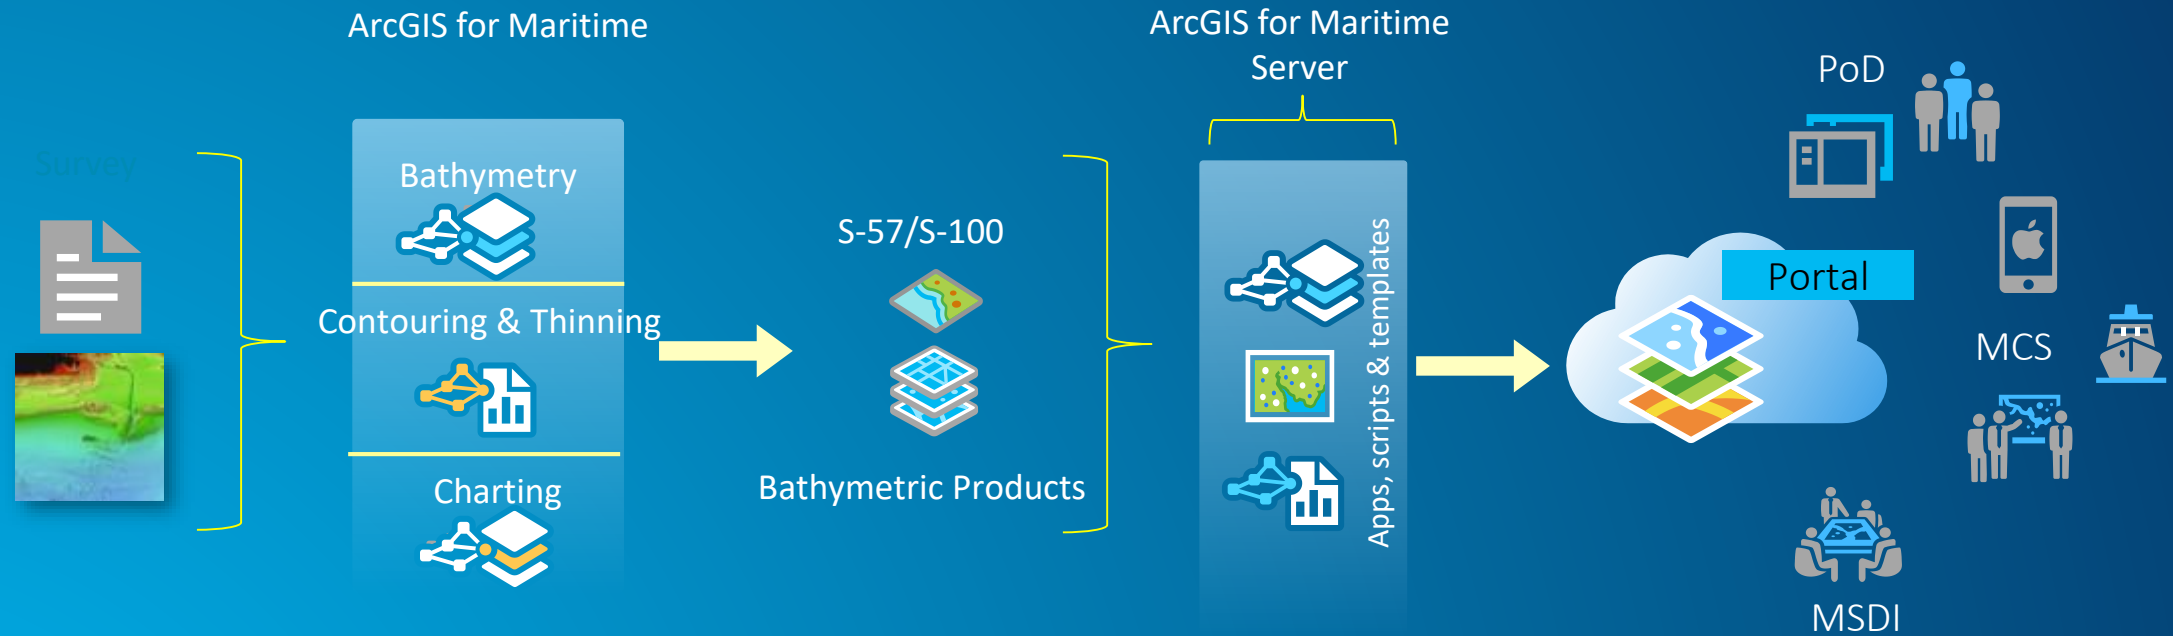 ArcGIS for Maritime
Survey
Bathymetry
Contouring & Thinning
Charting
S-57/S-100
Bathymetric Products
ArcGIS for Maritime
Server
Apps, scripts & templates
Portal
PoD
MCS
MSDI